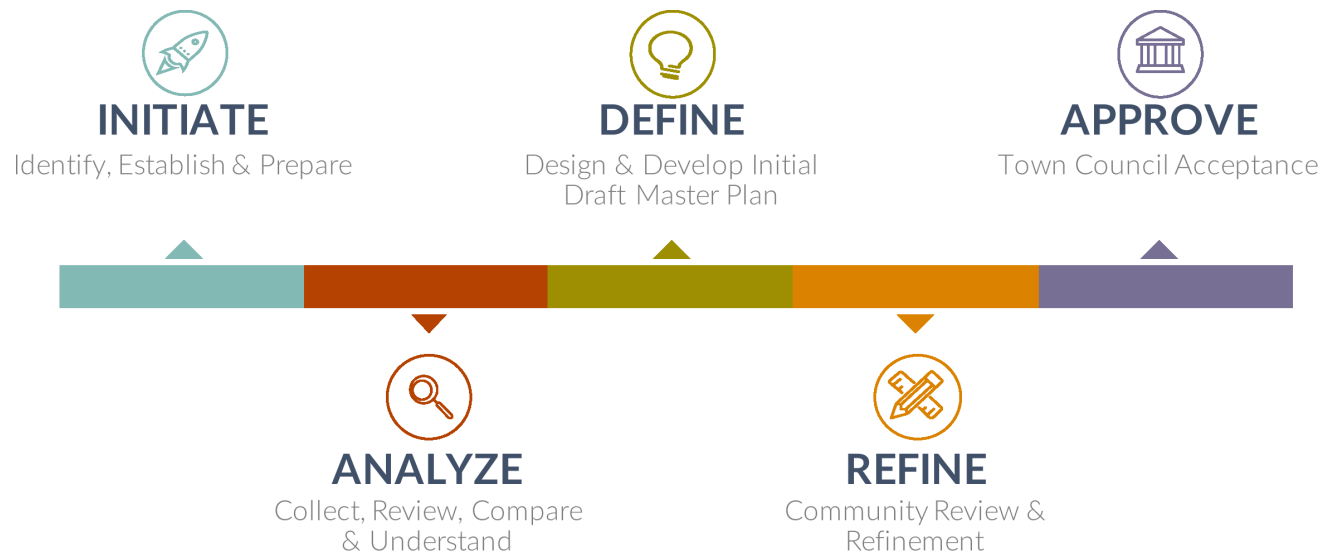 INITIATE
Identify, Establish & Prepare
DEFINE
Design & Develop Initial
Draft Master Plan
APPROVE
Town Council Acceptance
ANALYZE
Collect, Review, Compare
& Understand
REFINE
Community Review &
Refinement